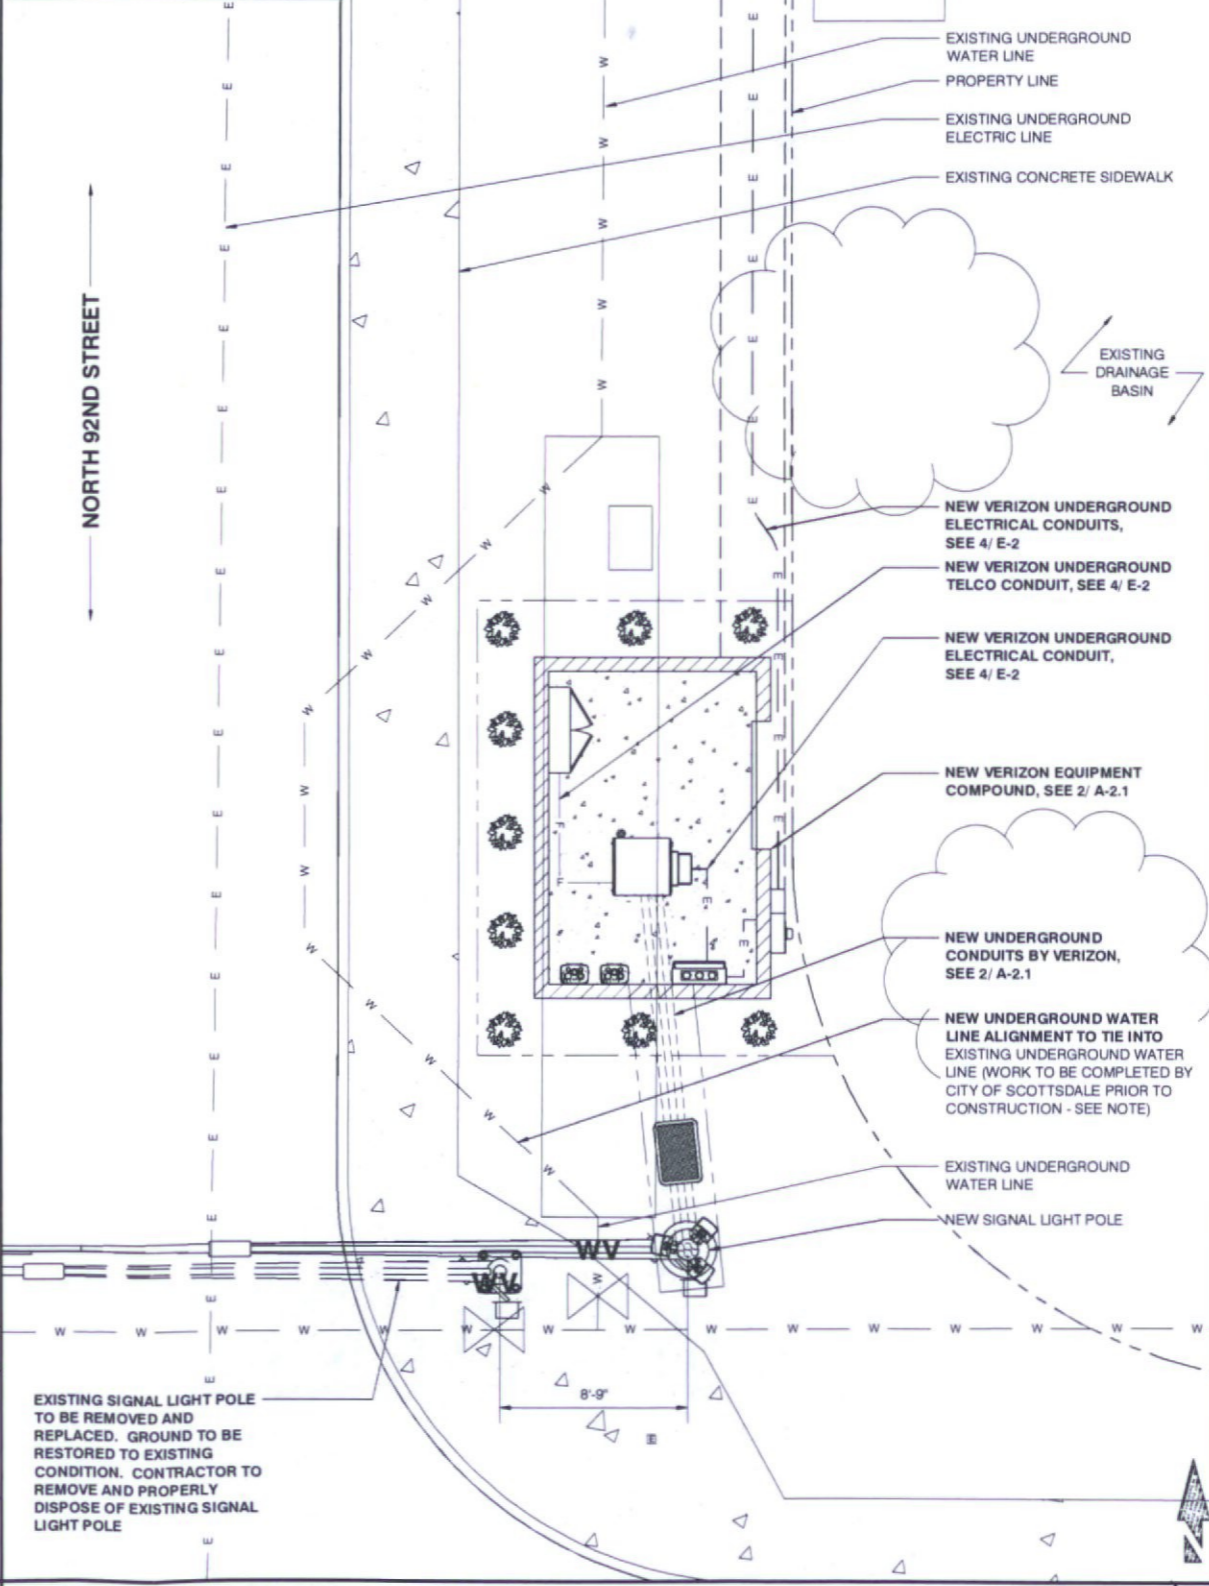 EXISTING UNDERGROUND
WATER LINE
PROPERTY LINE
EXISTING UNDERGROUND
ELECTRIC LINE
EXISTING CONCRETE SIDEWALK
NORTH 92ND STREET
EXISTING
DRAINAGE
BASIN
NEW VERIZON UNDERGROUND
ELECTRICAL CONDUITS,
SEE 4/ E-2
NEW VERIZON UNDERGROUND
TELCO CONDUIT, SEE 4/ E-2
NEW VERIZON UNDERGROUND
ELECTRICAL CONDUIT,
SEE 4/ E-2
NEW VERIZON EQUIPMENT
COMPOUND, SEE 2/ A-2.1
NEW UNDERGROUND
CONDUITS BY VERIZON,
SEE 2/ A-2.1
NEW UNDERGROUND WATER
LINE ALIGNMENT TO TIE INTO
EXISTING UNDERGROUND WATER
LINE (WORK TO BE COMPLETED BY
CITY OF SCOTTSDALE PRIOR TO
CONSTRUCTION - SEE NOTE)
EXISTING UNDERGROUND
WATER LINE
NEW SIGNAL LIGHT POLE
WV
WV
8'-9"
EXISTING SIGNAL LIGHT POLE
TO BE REMOVED AND
REPLACED. GROUND TO BE
RESTORED TO EXISTING
CONDITION. CONTRACTOR TO
REMOVE AND PROPERLY
DISPOSE OF EXISTING SIGNAL
LIGHT POLE